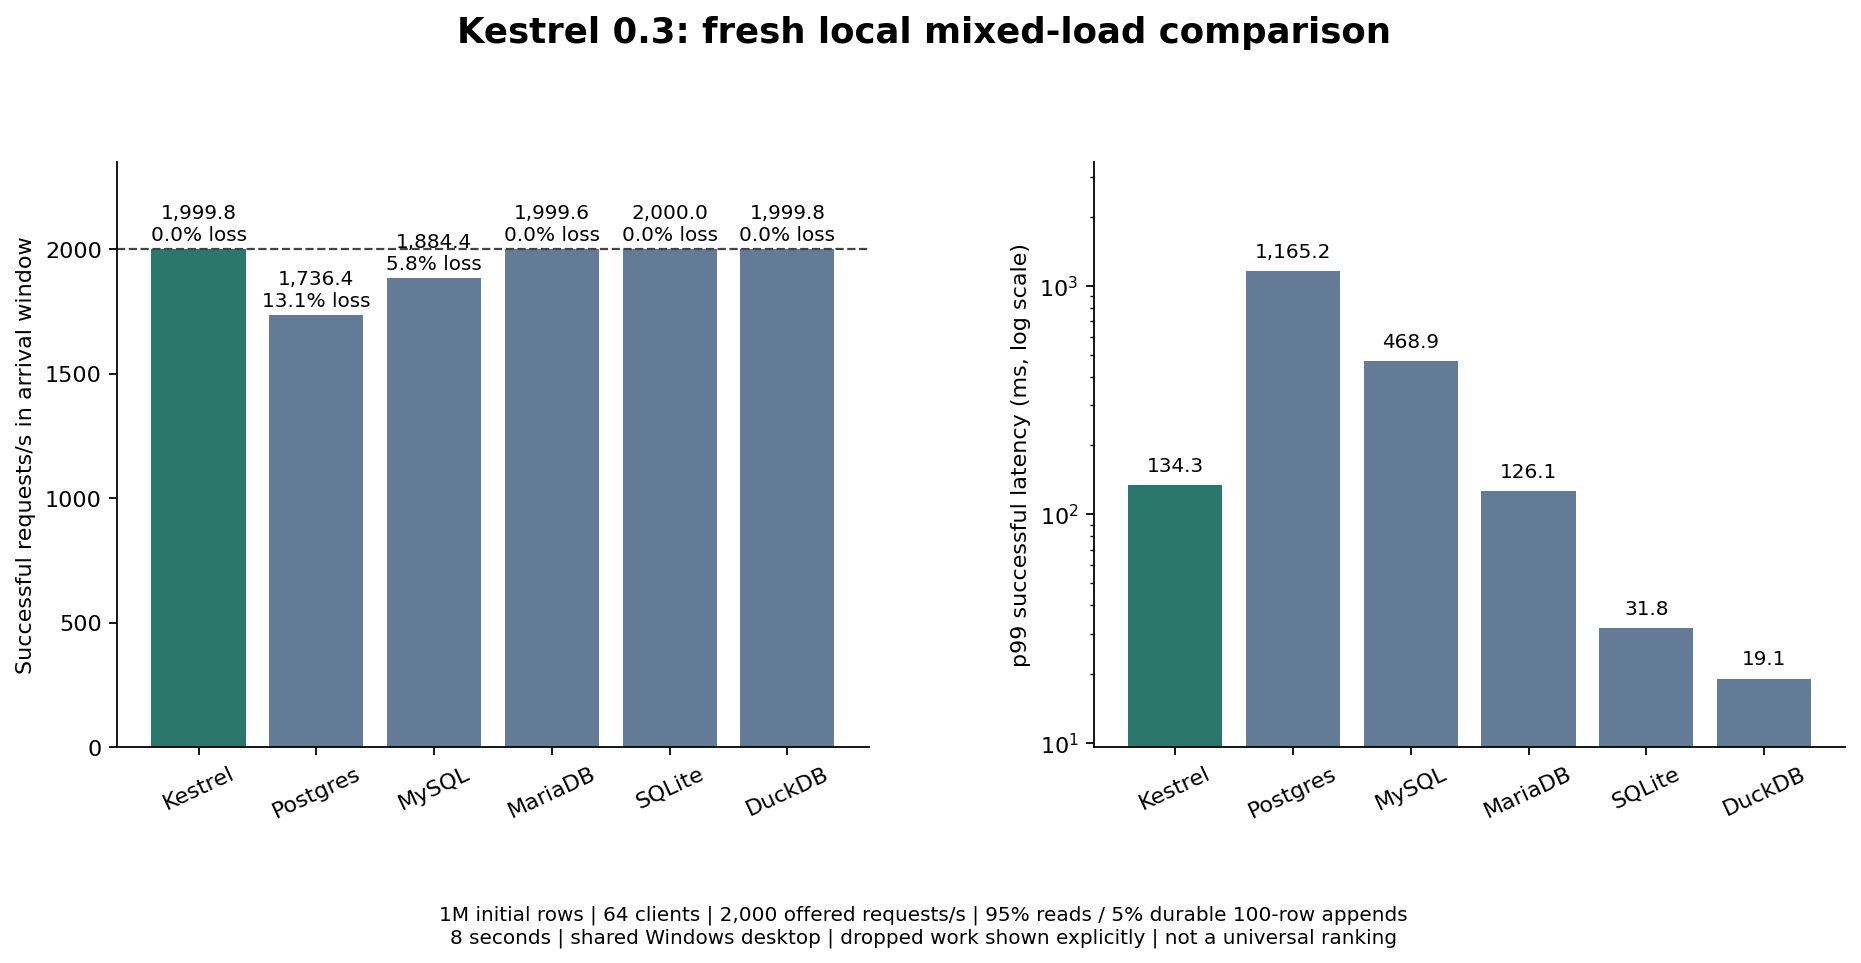 Kestrel 0.3: fresh local mixed-load comparison
Successful requests/s in arrival window
2000
1500
1000
500
0
1,999.8
0.0% loss
1,736.4
13.1% loss
1,884.4
5.8% loss
1,999.6
0.0% loss
2,000.0
0.0% loss
1,999.8
0.0% loss
Kestrel
Postgres
MySQL
MariaDB
SQLite
DuckDB
p99 successful latency (ms, log scale)
10³
10²
10¹
134.3
1,165.2
468.9
126.1
31.8
19.1
Kestrel
Postgres
MySQL
MariaDB
SQLite
DuckDB
1M initial rows | 64 clients | 2,000 offered requests/s | 95% reads / 5% durable 100-row appends
8 seconds | shared Windows desktop | dropped work shown explicitly | not a universal ranking